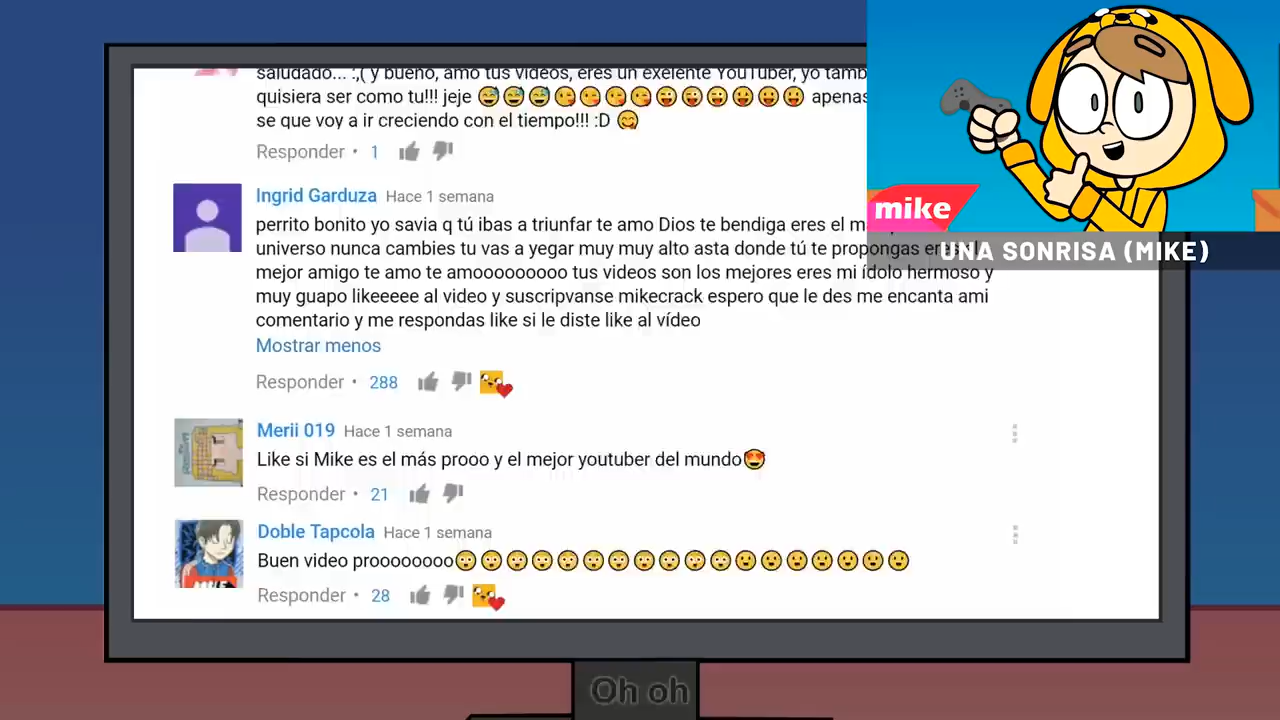 saludado... :,( y bueno, amo tus videos, eres un exelente YouTuber, yo tamb
quisiera ser como tu!!! jeje 😅😅😅😘😘😘😘😜😜😜😛😛😛 apenas
se que voy a ir creciendo con el tiempo!!! :D 😋
Responder • 1
mike
UNA SONRISA (MIKE)
Ingrid Garduza Hace 1 semana
perrito bonito yo savia q tú ibas a triunfar te amo Dios te bendiga eres el m
universo nunca cambies tu vas a yegar muy muy alto asta donde tú te propongas
mejor amigo te amo te amooooooooo tus videos son los mejores eres mi ídolo hermoso y
muy guapo likeeeee al video y suscripvanse mikecrack espero que le des me encanta ami
comentario y me respondas like si le diste like al vídeo
Mostrar menos
Responder • 288
Merii 019 Hace 1 semana
Like si Mike es el más prooo y el mejor youtuber del mundo😍
Responder • 21
Doble Tapcola Hace 1 semana
Buen video proooooooo😲😲😲😲😲😲😲😲😲😲😲😮😮😮😮😮😮😮
Responder • 28
Oh oh